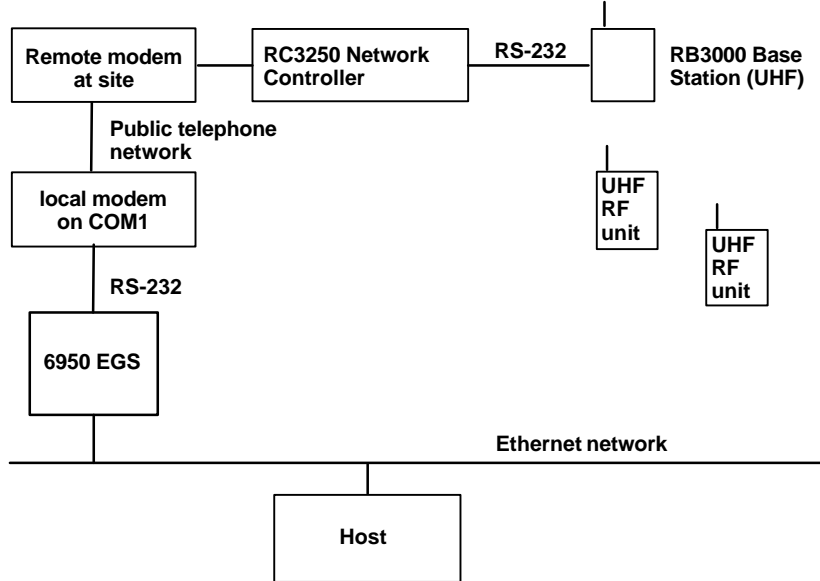 Remote modem
at site
RC3250 Network
Controller
RS-232
RB3000 Base
Station (UHF)
Public telephone
network
local modem
on COM1
UHF
RF
unit
UHF
RF
unit
RS-232
6950 EGS
Ethernet network
Host